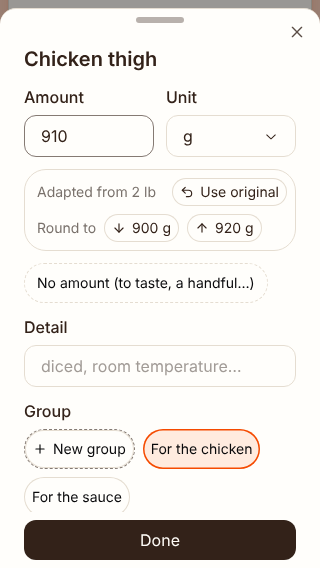 Chicken thigh
Amount Unit
910 g
Adapted from 2 lb Use original
Round to 900 g 920 g
No amount (to taste, a handful...)
Detail
diced, room temperature...
Group
+ New group For the chicken
For the sauce
Done